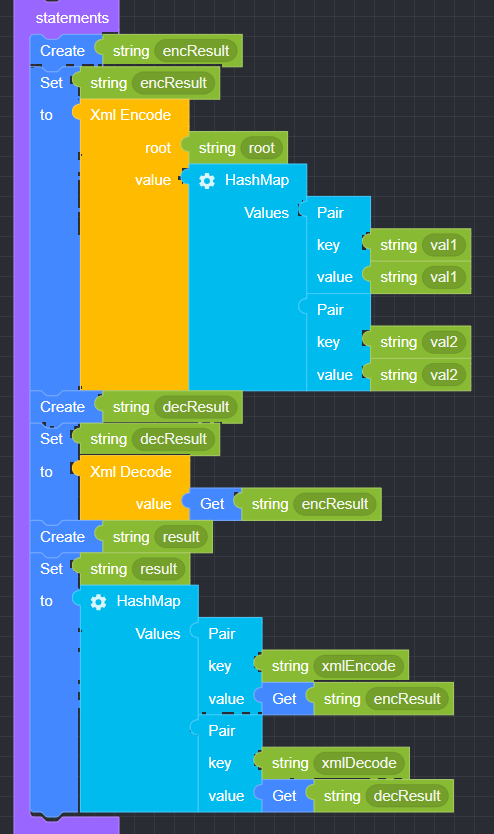 statements
Create string encResult
Set string encResult
to Xml Encode
root string root
value HashMap
Values Pair
key string val1
value string val1
Pair
key string val2
value string val2
Create string decResult
Set string decResult
to Xml Decode
value Get string encResult
Create string result
Set string result
to HashMap
Values Pair
key string xmlEncode
value Get string encResult
Pair
key string xmlDecode
value Get string decResult